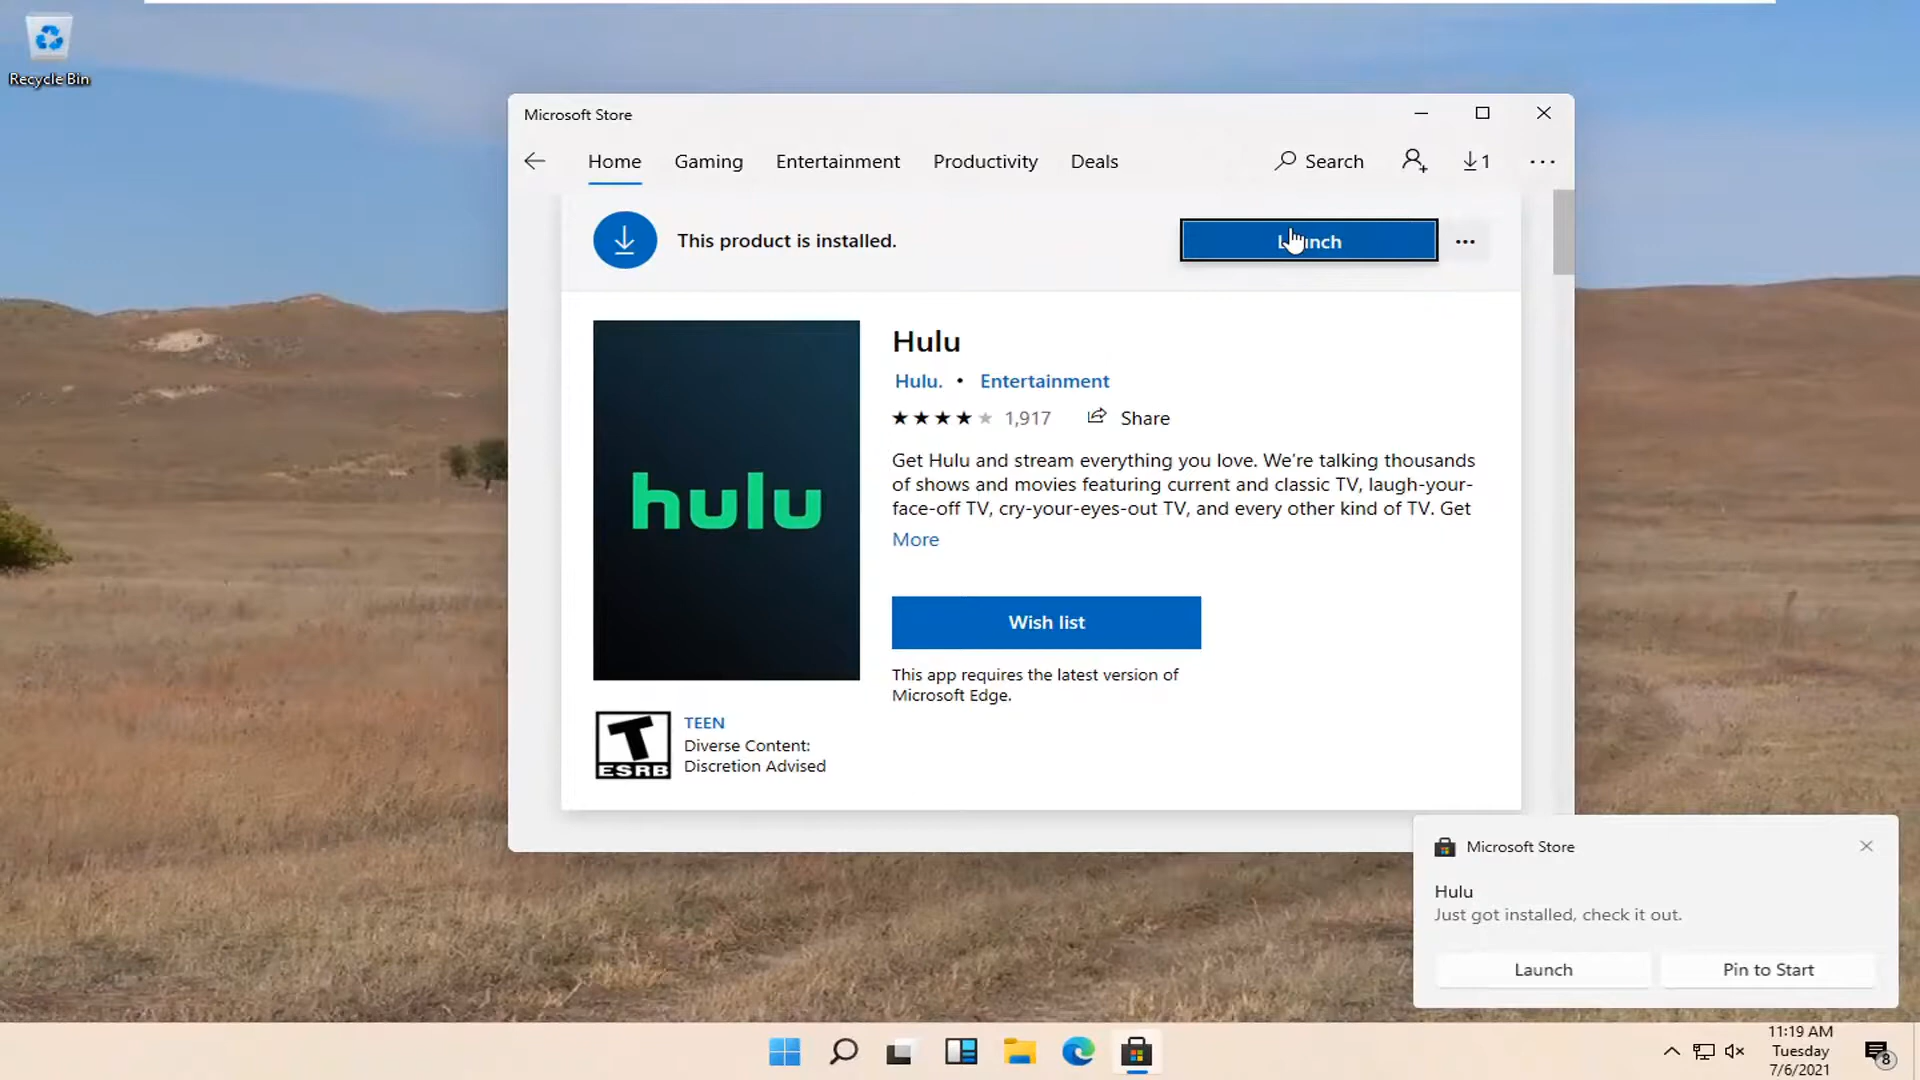 Recycle Bin
Microsoft Store
Home
Gaming
Entertainment
Productivity
Deals
Search
1
This product is installed.
Launch
Hulu
Hulu. • Entertainment
1,917
Share
Get Hulu and stream everything you love. We're talking thousands
of shows and movies featuring current and classic TV, laugh-your-
face-off TV, cry-your-eyes-out TV, and every other kind of TV. Get
More
hulu
Wish list
This app requires the latest version of
Microsoft Edge.
T
ESRB
TEEN
Diverse Content:
Discretion Advised
Microsoft Store
Hulu
Just got installed, check it out.
Launch
Pin to Start
11:19 AM
Tuesday
7/6/2021
8